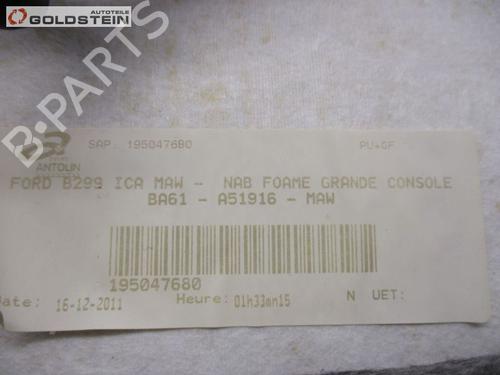 AUTOTEILE
GOLDSTEIN
B-PARTS
SAP. 195047680
PU+GF
ANTOLIN
FORD B299 ICA MAW - NAB FOAME GRANDE CONSOLE
BA61 - A51916 - MAW
195047680
Date: 16-12-2011 Heure: 01h33mn15 N UET: